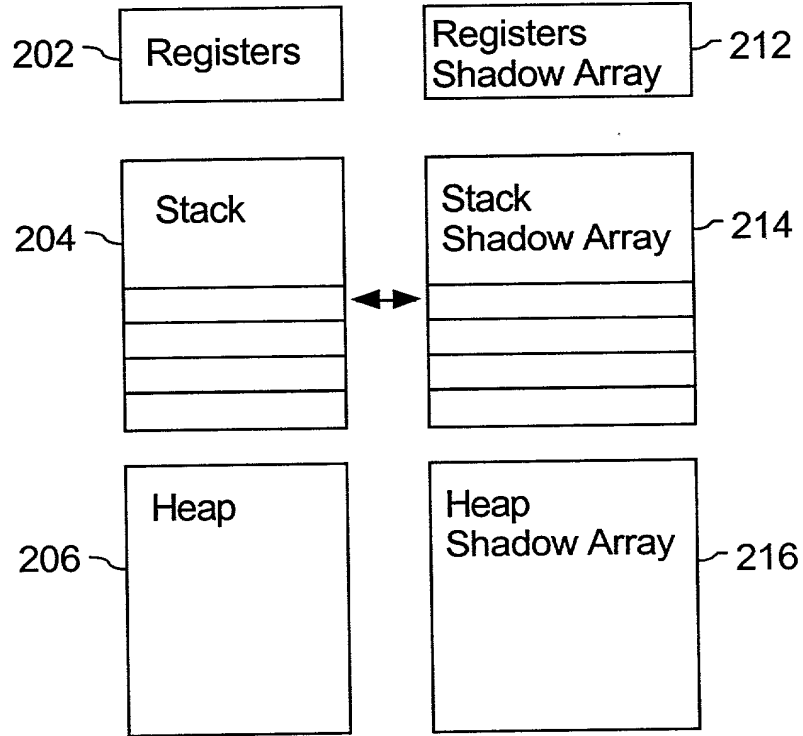 202
Registers
Registers
Shadow Array
212
204
Stack
Stack
Shadow Array
214
206
Heap
Heap
Shadow Array
216